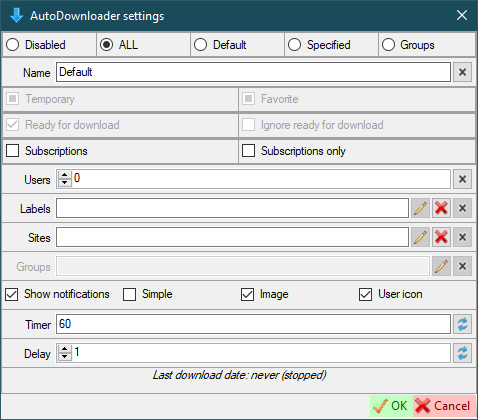 AutoDownloader settings
Disabled ALL Default Specified Groups
Name Default
Temporary Favorite
Ready for download Ignore ready for download
Subscriptions Subscriptions only
Users 0
Labels
Sites
Groups
Show notifications Simple Image User icon
Timer 60
Delay 1
Last download date: never (stopped)
OK Cancel